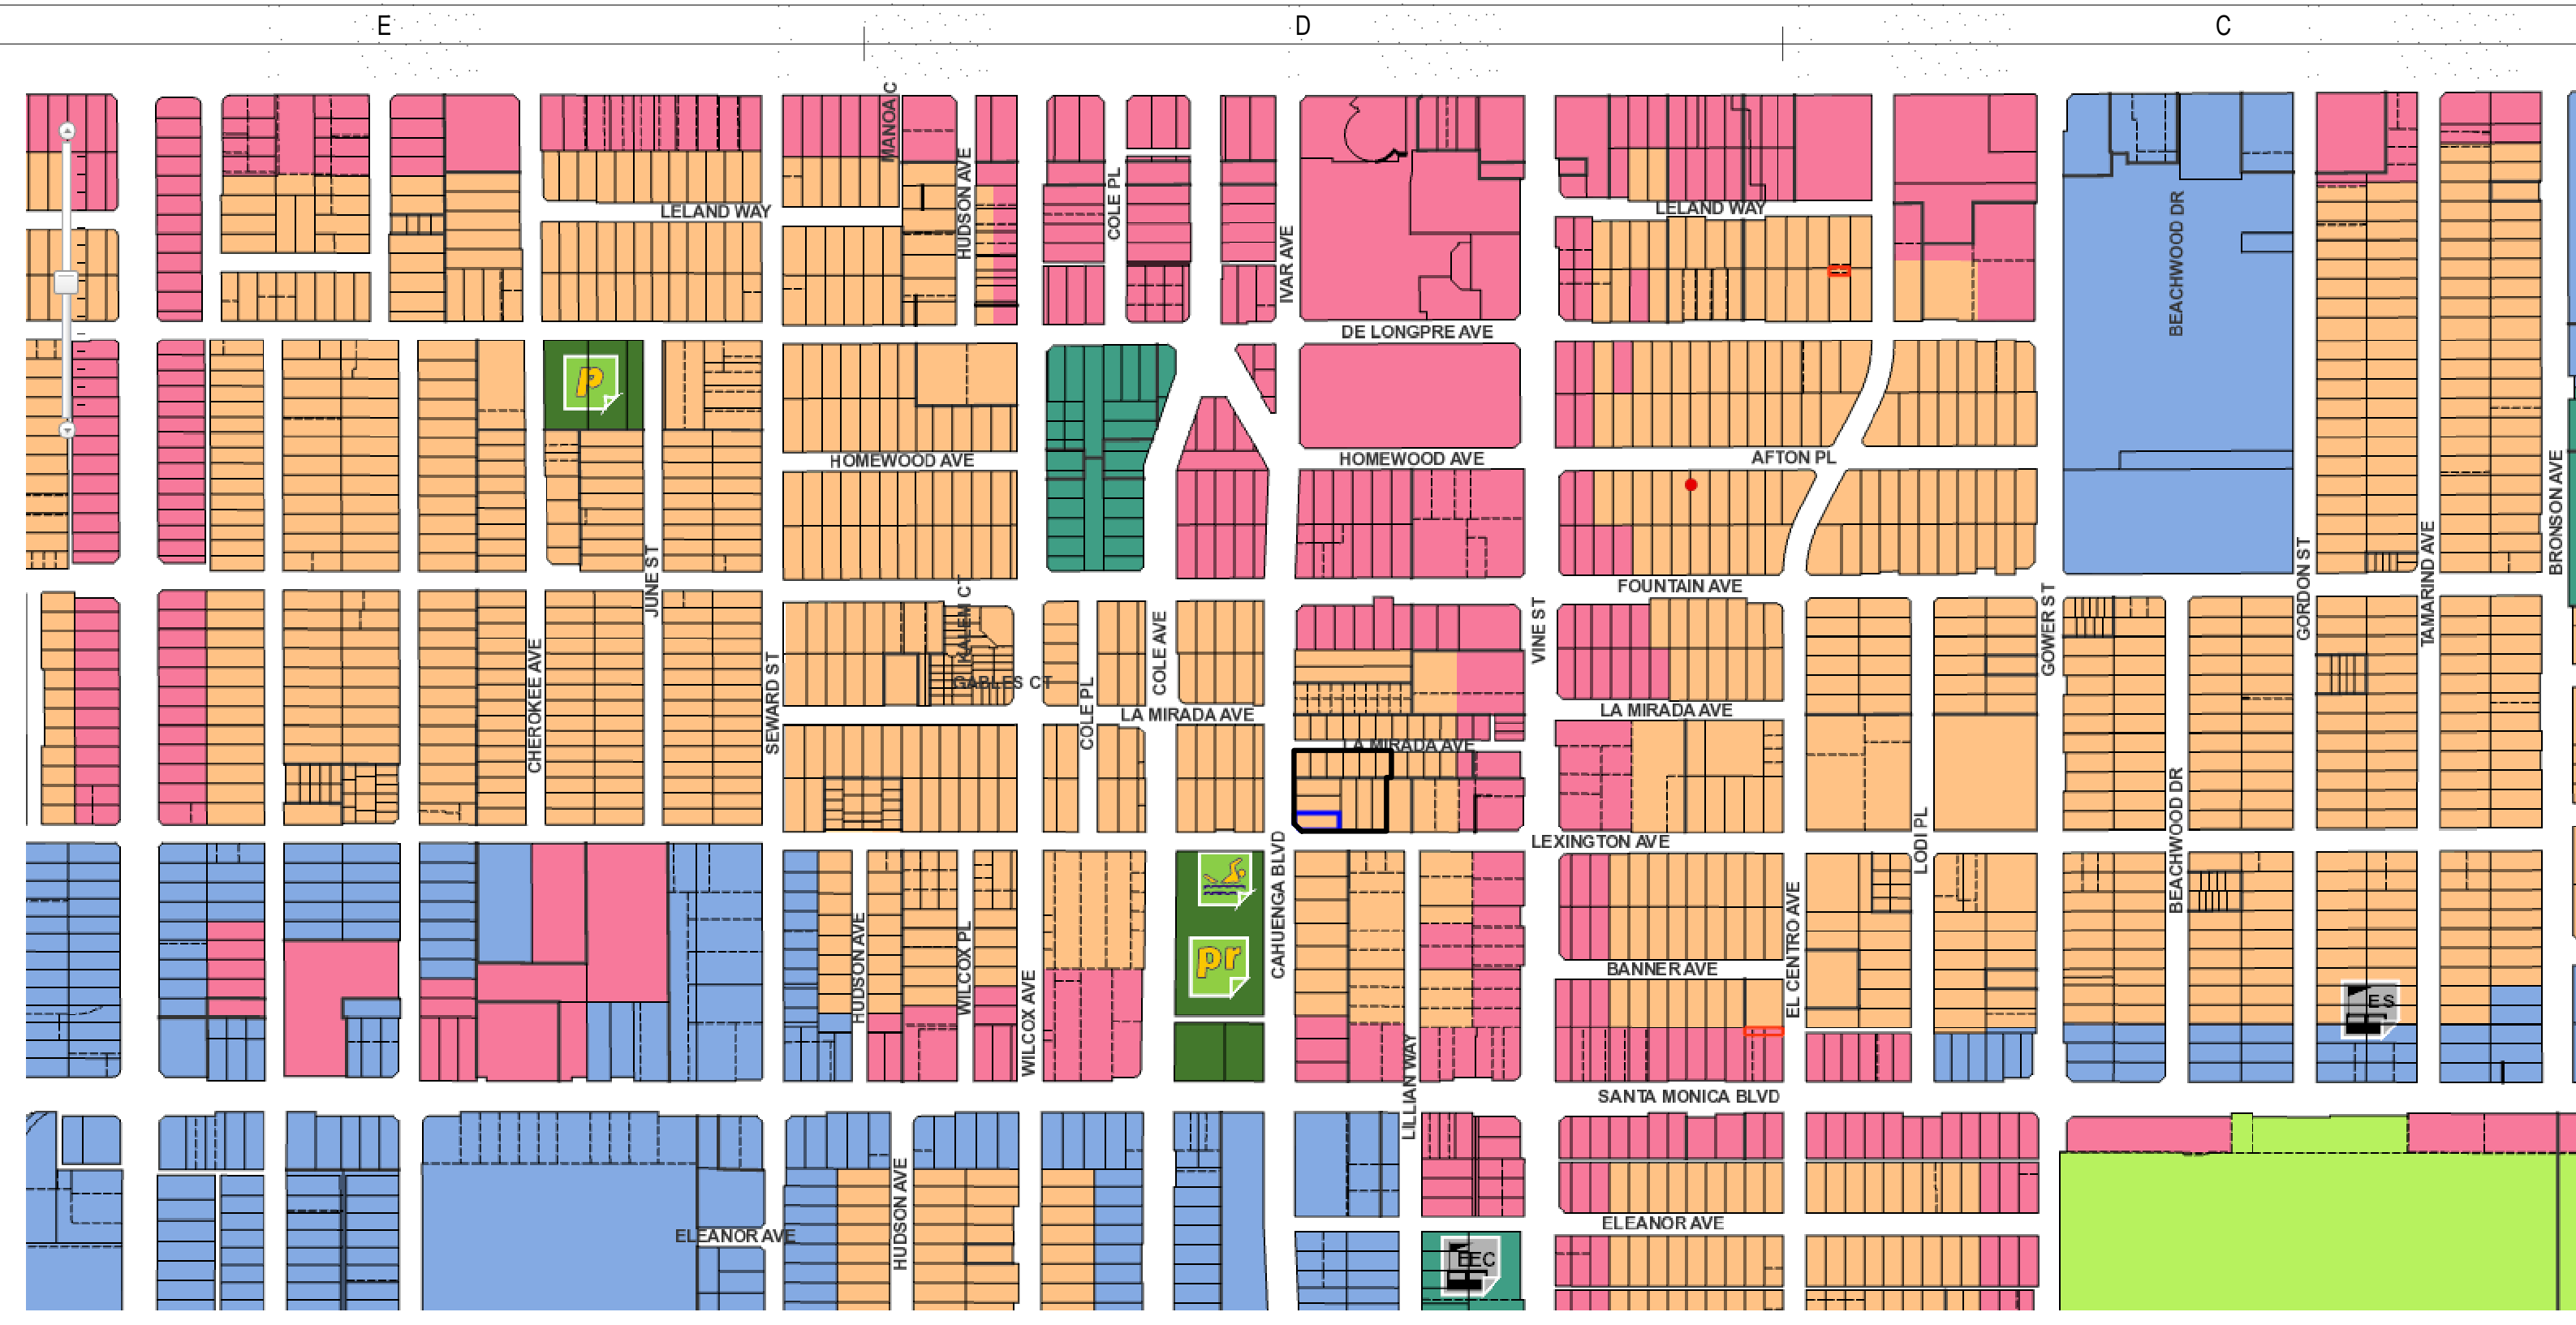 E
D
C
MANOA C
HUDSON AVE
COLE PL
IVAR AVE
LELAND WAY
LELAND WAY
BEACHWOOD DR
DE LONGPRE AVE
p
HOMEWOOD AVE
HOMEWOOD AVE
AFTON PL
BRONSON AVE
JUNE ST
KALEM CT
FOUNTAIN AVE
GORDON ST
TAMARIND AVE
CHEROKEE AVE
SEWARD ST
GABLES CT
COLE PL
COLE AVE
VINE ST
GOWER ST
LA MIRADA AVE
LA MIRADA AVE
LA MIRADA AVE
LEXINGTON AVE
LODI PL
BEACHWOOD DR
CAHUENGA BLVD
pr
HUDSON AVE
WILCOX PL
WILCOX AVE
BANNER AVE
EL CENTRO AVE
ES
LILLIAN WAY
SANTA MONICA BLVD
HUDSON AVE
ELEANOR AVE
ELEANOR AVE
EEC